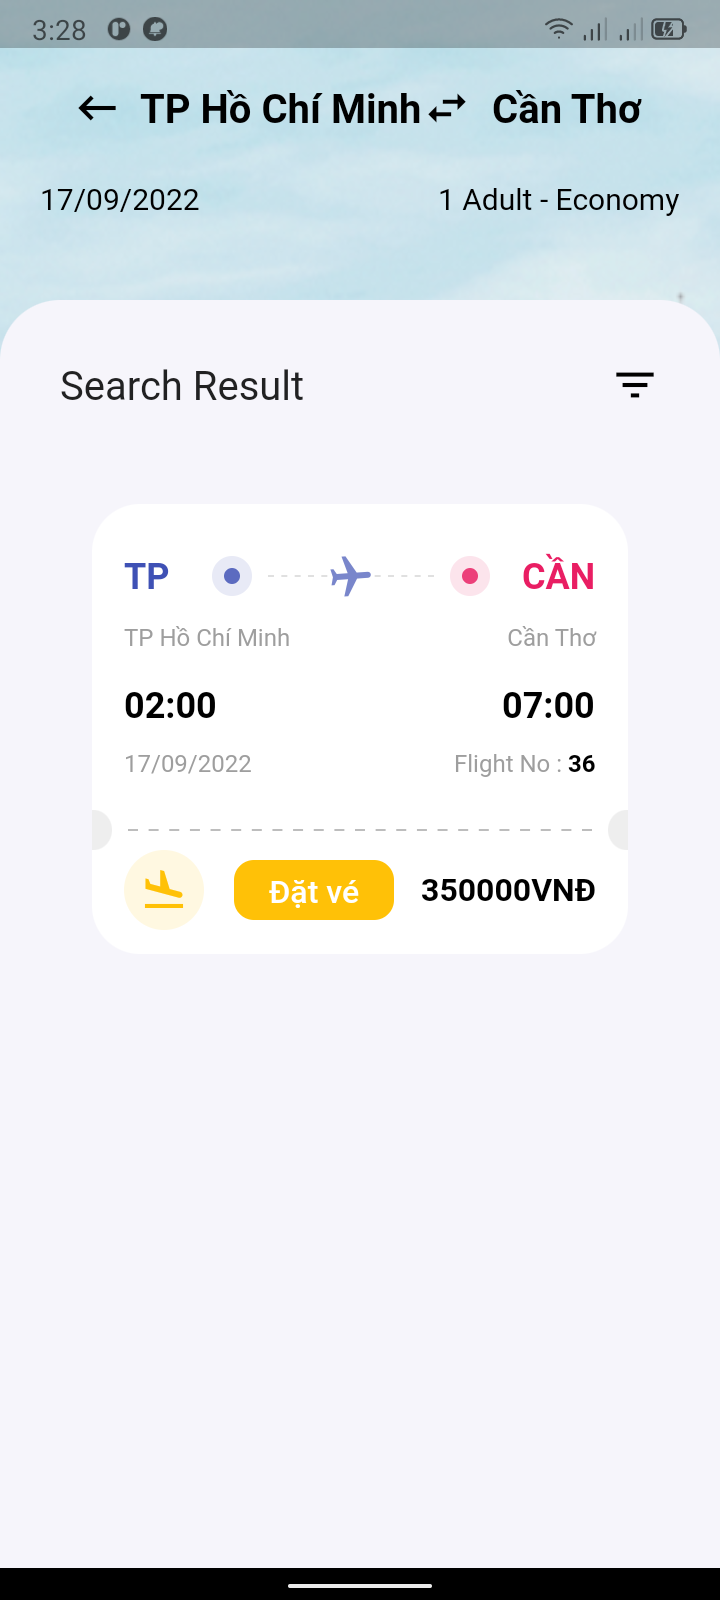 3:28
TP Hồ Chí Minh Cần Thơ
17/09/2022 1 Adult - Economy
Search Result
TP CẦN
TP Hồ Chí Minh Cần Thơ
02:00 07:00
17/09/2022 Flight No : 36
Đặt vé 350000VNĐ